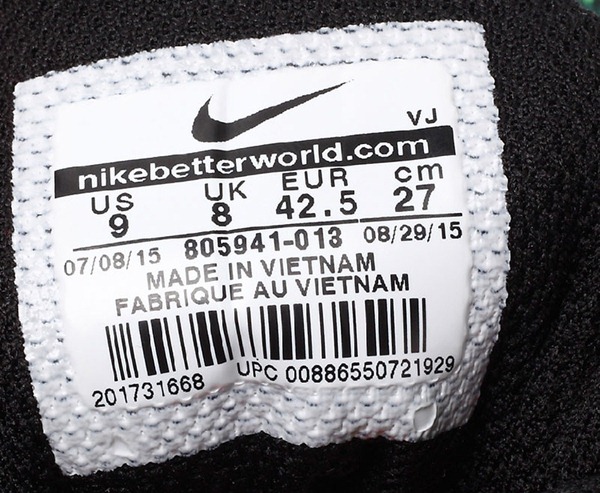 VJ
nikebetterworld.com
US UK EUR cm
9 8 42.5 27
07/08/15 805941-013 08/29/15
MADE IN VIETNAM
FABRIQUE AU VIETNAM
201731668 UPC 00886550721929